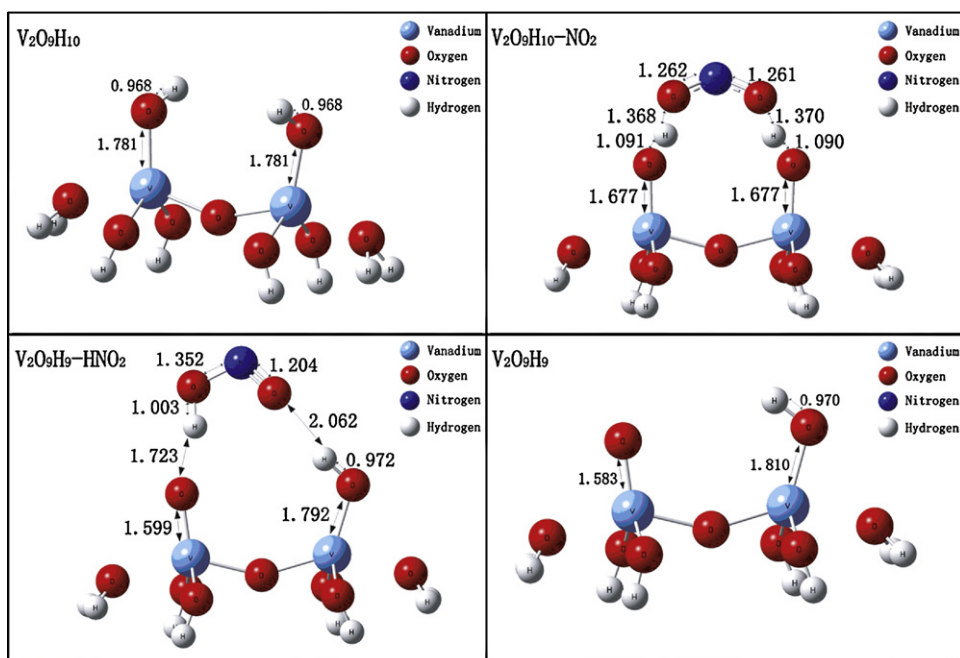 V₂O₉H₁₀
Vanadium
Oxygen
Nitrogen
Hydrogen
0.968
0.968
1.781
1.781
V₂O₉H₁₀-NO₂
Vanadium
Oxygen
Nitrogen
Hydrogen
1.262
1.261
1.368
1.370
1.091
1.090
1.677
1.677
V₂O₉H₉-HNO₂
Vanadium
Oxygen
Nitrogen
Hydrogen
1.352
1.204
1.003
2.062
1.723
0.972
1.599
1.792
V₂O₉H₉
Vanadium
Oxygen
Nitrogen
Hydrogen
0.970
1.583
1.810